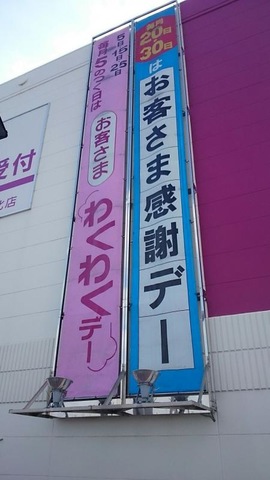 毎月
20日
30日
は
お客さま感謝デー
5日
15日
25日
毎月5のつく日は
お客さま
わくわくデー
受付
北店